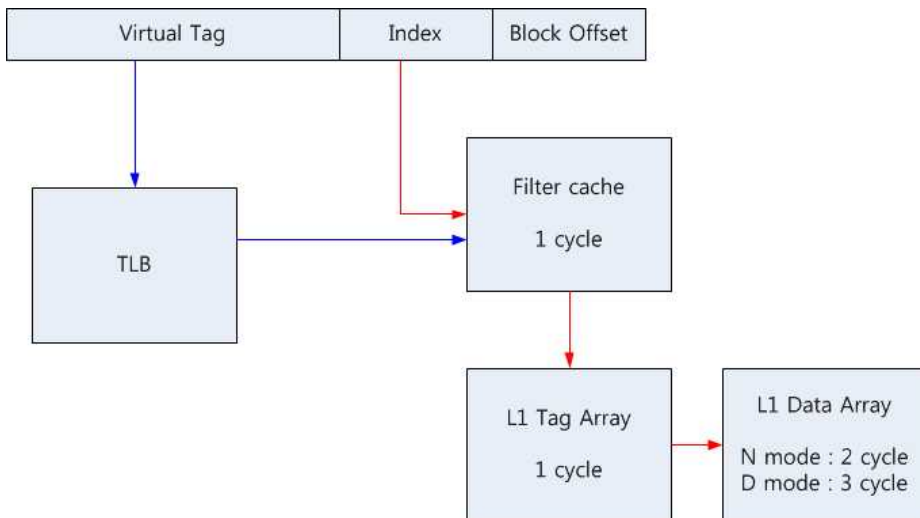 Virtual Tag
Index
Block Offset
TLB
Filter cache
1 cycle
L1 Tag Array
1 cycle
L1 Data Array
N mode : 2 cycle
D mode : 3 cycle